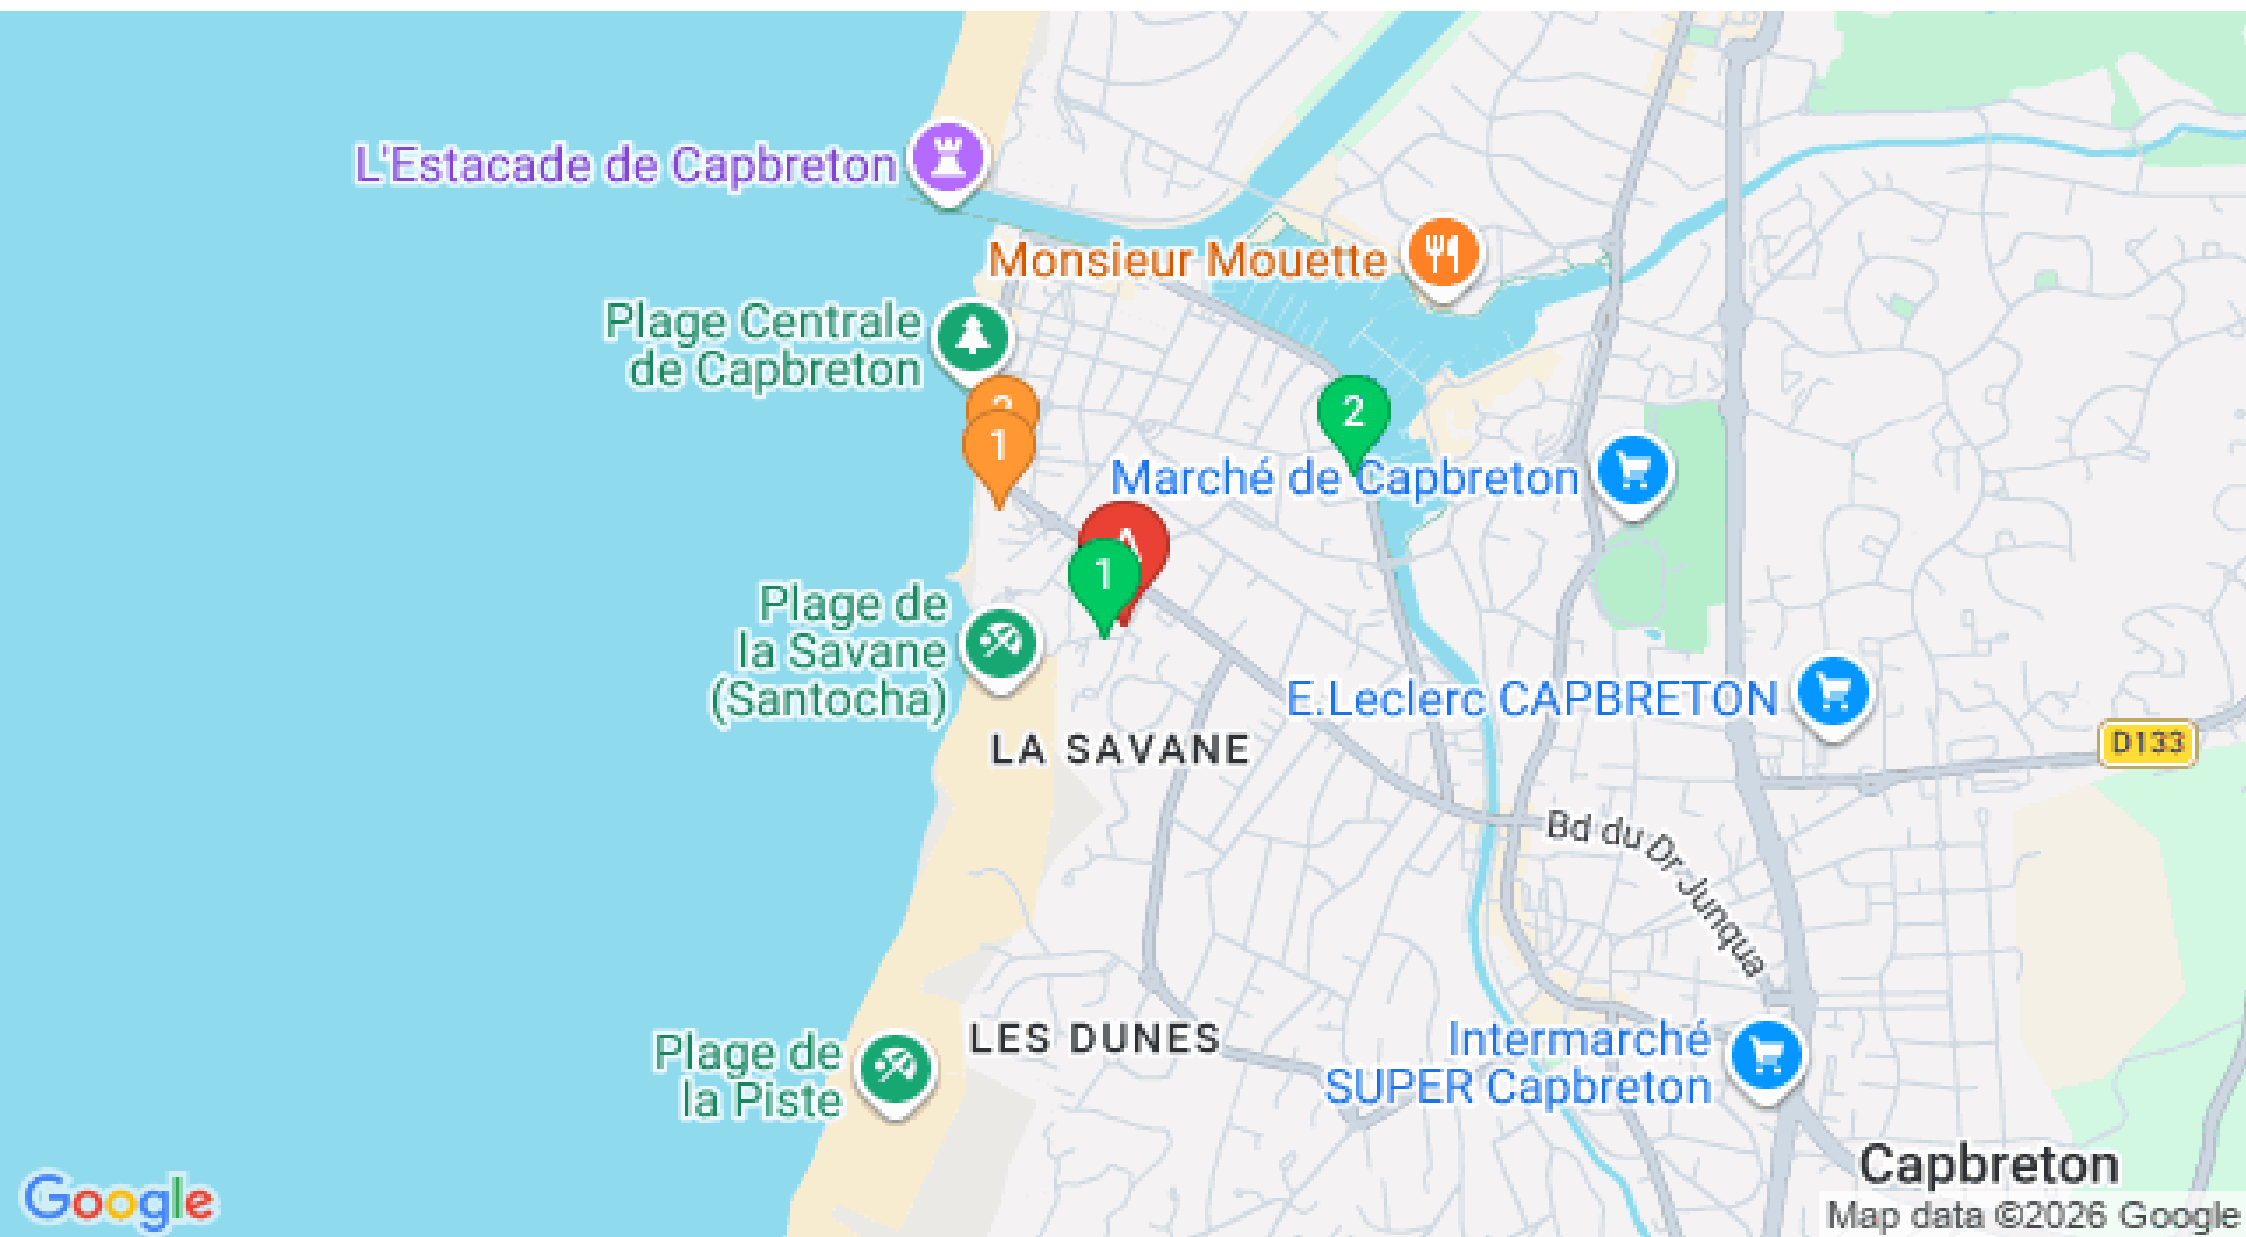 L'Estacade de Capbreton
Monsieur Mouette
Plage Centrale
de Capbreton
2
1
2
Marché de Capbreton
A
1
Plage de
la Savane
(Santocha)
E.Leclerc CAPBRETON
D133
LA SAVANE
Bd du Dr Junqua
LES DUNES
Plage de
la Piste
Intermarché
SUPER Capbreton
Capbreton
Google
Map data ©2026 Google